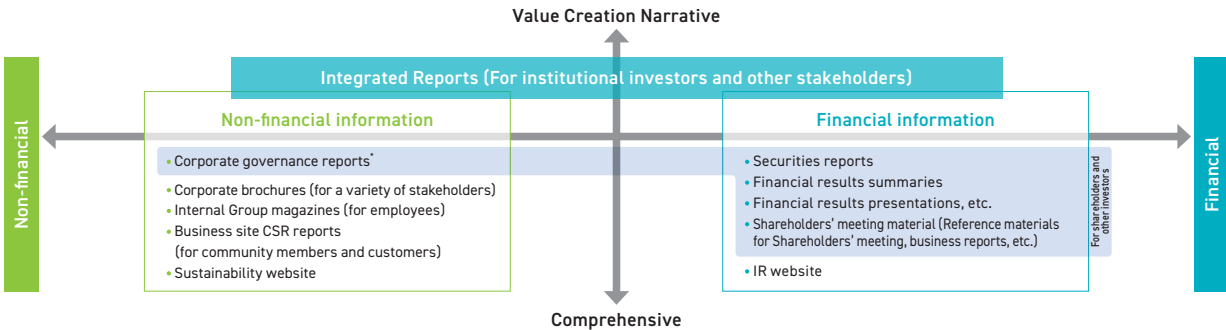 Value Creation Narrative
Integrated Reports (For institutional investors and other stakeholders)
Non-financial
Non-financial information
• Corporate governance reports*
• Corporate brochures (for a variety of stakeholders)
• Internal Group magazines (for employees)
• Business site CSR reports
(for community members and customers)
• Sustainability website
Financial information
• Securities reports
• Financial results summaries
• Financial results presentations, etc.
• Shareholders’ meeting material (Reference materials
for Shareholders’ meeting, business reports, etc.)
• IR website
For shareholders and
other investors
Financial
Comprehensive